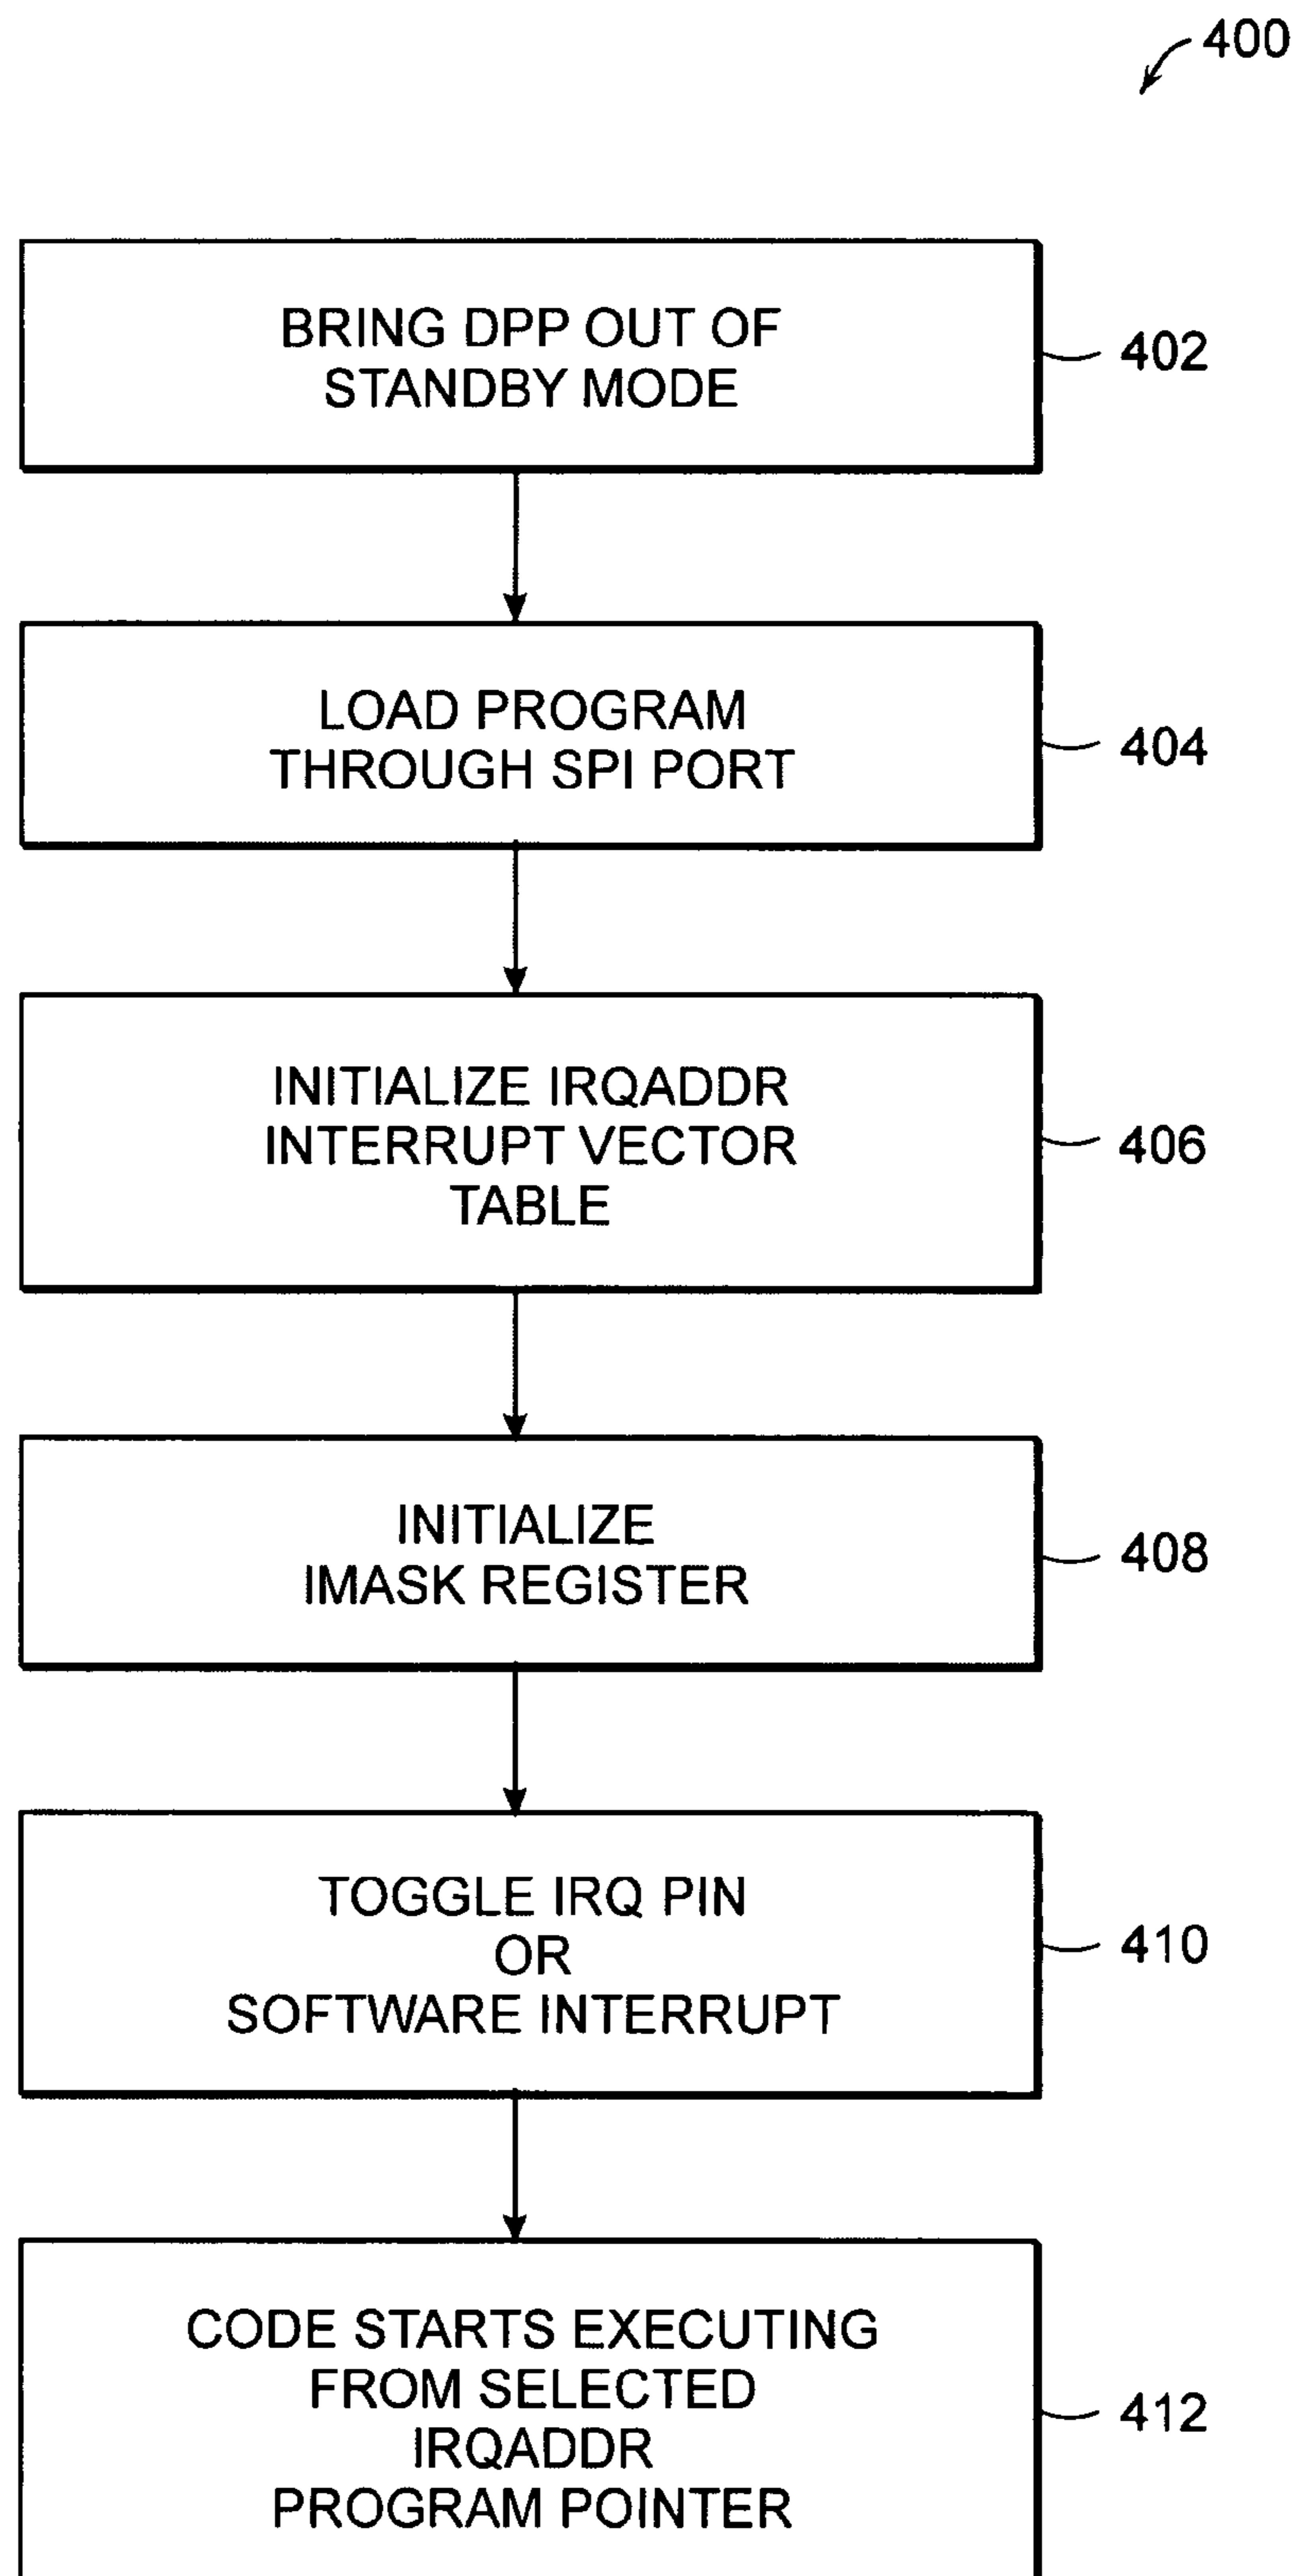 400
BRING DPP OUT OF
STANDBY MODE
402
LOAD PROGRAM
THROUGH SPI PORT
404
INITIALIZE IRQADDR
INTERRUPT VECTOR
TABLE
406
INITIALIZE
IMASK REGISTER
408
TOGGLE IRQ PIN
OR
SOFTWARE INTERRUPT
410
CODE STARTS EXECUTING
FROM SELECTED
IRQADDR
PROGRAM POINTER
412